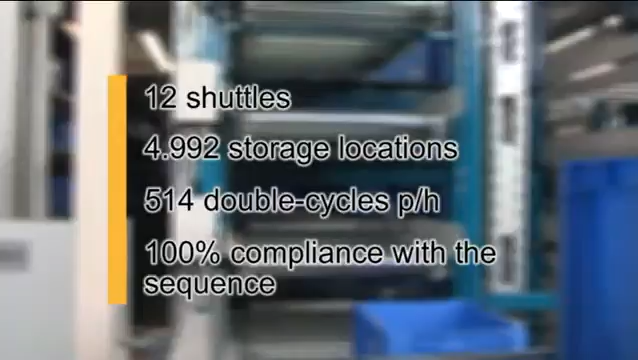 12 shuttles
4.992 storage locations
514 double-cycles p/h
100% compliance with the
sequence